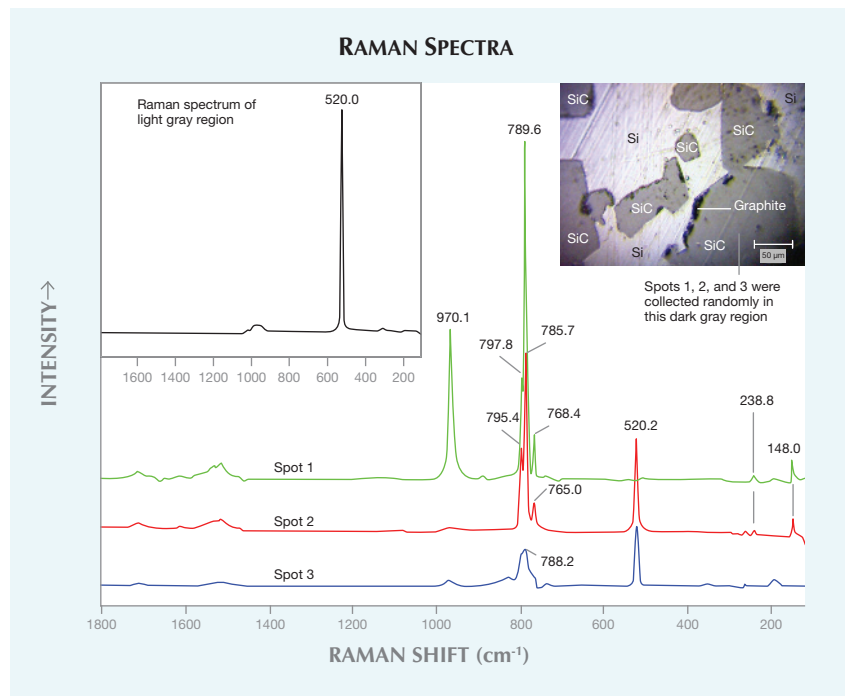 RAMAN SPECTRA
Raman spectrum of
light gray region
520.0
1600 1400 1200 1000 800 600 400 200
789.6
SiC
Si
Si
SiC
SiC
SiC
Graphite
SiC
SiC
Si
50 µm
Spots 1, 2, and 3 were
collected randomly in
this dark gray region
970.1
797.8
785.7
795.4
768.4
765.0
520.2
238.8
148.0
Spot 1
Spot 2
Spot 3
788.2
INTENSITY→
1800 1600 1400 1200 1000 800 600 400 200
RAMAN SHIFT (cm⁻¹)